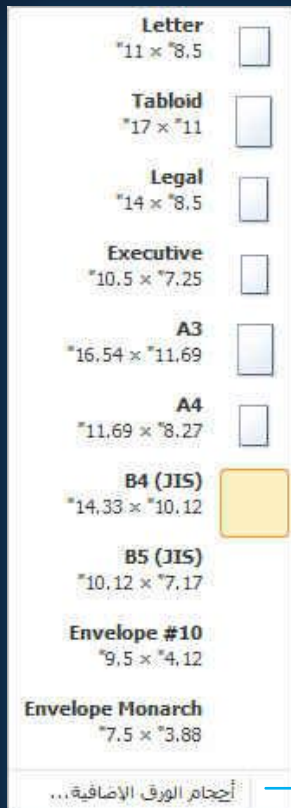 Letter
"11 × "8.5
Tabloid
"17 × "11
Legal
"14 × "8.5
Executive
"10.5 × "7.25
A3
"16.54 × "11.69
A4
"11.69 × "8.27
B4 (JIS)
"14.33 × "10.12
B5 (JIS)
"10.12 × "7.17
Envelope #10
"9.5 × "4.12
Envelope Monarch
"7.5 × "3.88
أحجام الورق الإضافية...